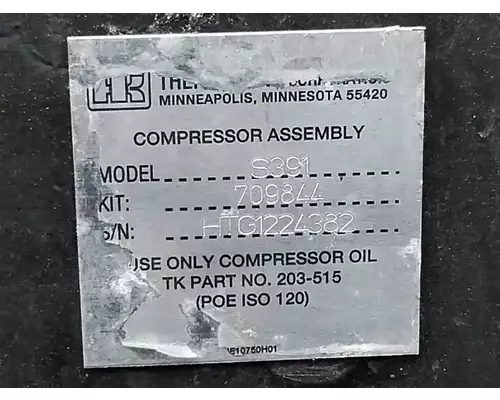 MINNEAPOLIS, MINNESOTA 55420
COMPRESSOR ASSEMBLY
MODEL S391
KIT: 709844
S/N: HTG1224382
USE ONLY COMPRESSOR OIL
TK PART NO. 203-515
(POE ISO 120)